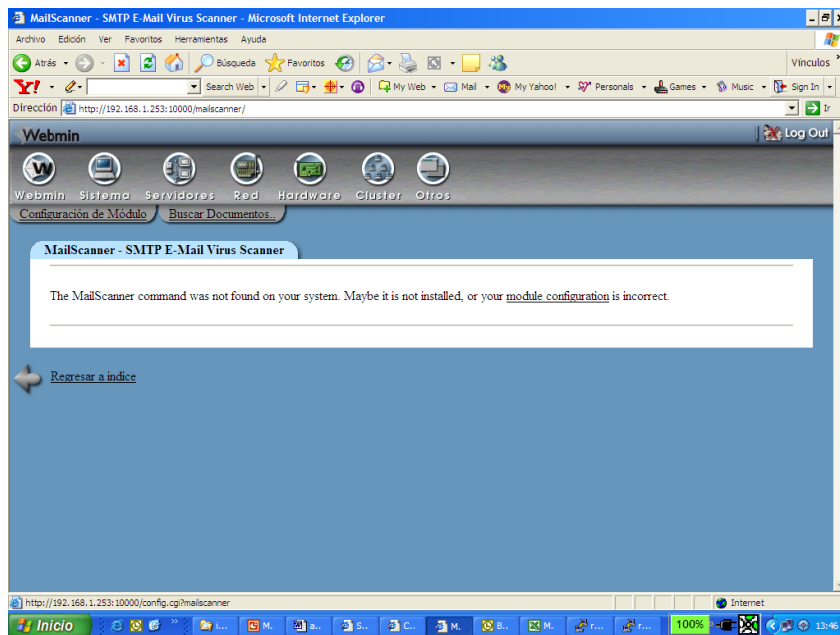 MailScanner - SMTP E-Mail Virus Scanner - Microsoft Internet Explorer
Archivo Edición Ver Favoritos Herramientas Ayuda
Atrás Búsqueda Favoritos Vínculos
Y! Search Web My Web Mail My Yahoo! Personals Games Music Sign In
Dirección http://192.168.1.253:10000/mailscanner/ Ir
Webmin Log Out
Webmin Sistema Servidores Red Hardware Cluster Otros
Configuración de Módulo Buscar Documentos..
MailScanner - SMTP E-Mail Virus Scanner
The MailScanner command was not found on your system. Maybe it is not installed, or your module configuration is incorrect.
Regresar a indice
http://192.168.1.253:10000/config.cgi?mailscanner Internet
Inicio i... M. a.. S.. C.. M. B.. M. r... r... 100% 13:46